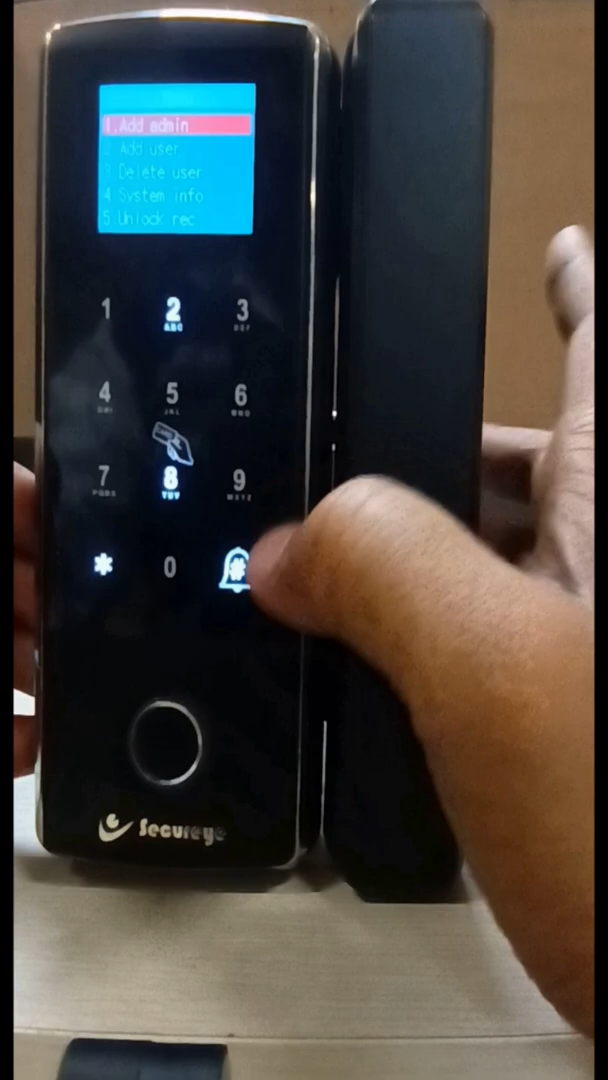 1.Add admin
2 Add user
3 Delete user
4 System info
5 Unlock rec
1 2 3
ABC DEF
4 5 6
GHI JKL MNO
7 8 9
PQRS TUV WXYZ
* 0 #
Secureye